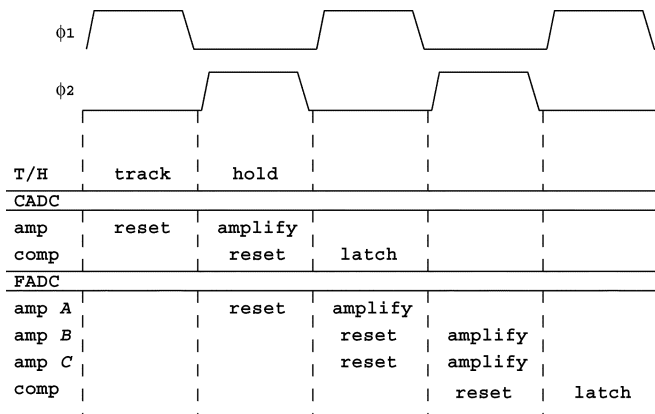 ϕ1
ϕ2
T/H track hold
CADC
amp reset amplify
comp reset latch
FADC
amp A reset amplify
amp B reset amplify
amp C reset amplify
comp reset latch